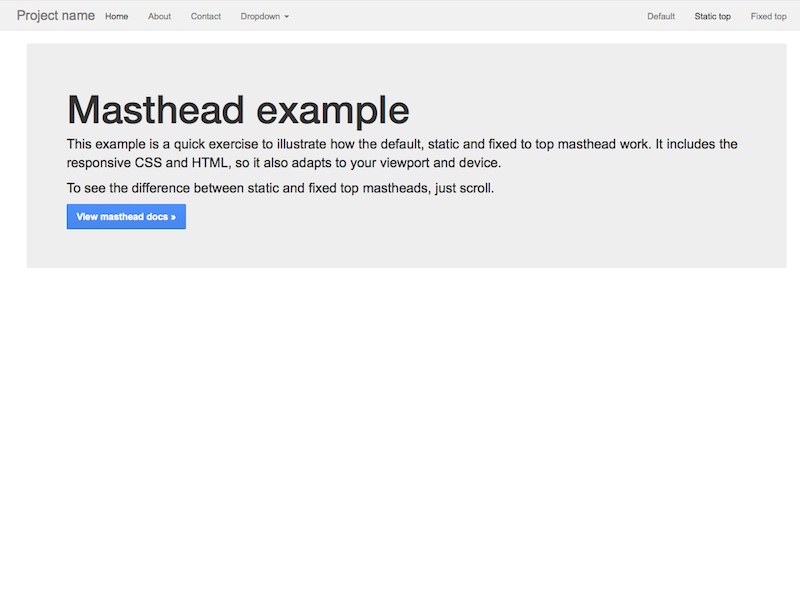 Project name Home About Contact Dropdown Default Static top Fixed top
Masthead example
This example is a quick exercise to illustrate how the default, static and fixed to top masthead work. It includes the
responsive CSS and HTML, so it also adapts to your viewport and device.
To see the difference between static and fixed top mastheads, just scroll.
View masthead docs »